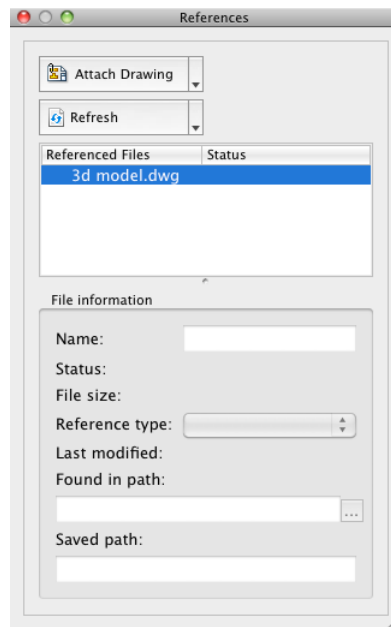 References
Attach Drawing
Refresh
Referenced Files Status
3d model.dwg
File information
Name:
Status:
File size:
Reference type:
Last modified:
Found in path:
...
Saved path: